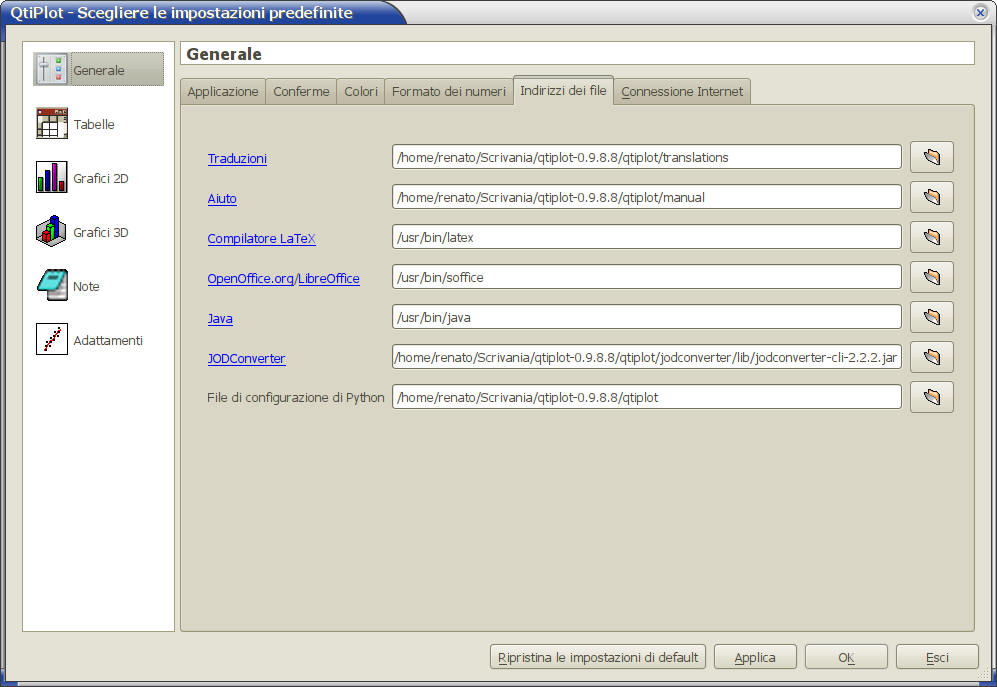 QtiPlot - Scegliere le impostazioni predefinite
Generale
Tabelle
Grafici 2D
Grafici 3D
Note
Adattamenti
Generale
Applicazione Conferme Colori Formato dei numeri Indirizzi dei file Connessione Internet
Traduzioni /home/renato/Scrivania/qtiplot-0.9.8.8/qtiplot/translations
Aiuto /home/renato/Scrivania/qtiplot-0.9.8.8/qtiplot/manual
Compilatore LaTeX /usr/bin/latex
OpenOffice.org/LibreOffice /usr/bin/soffice
Java /usr/bin/java
JODConverter /home/renato/Scrivania/qtiplot-0.9.8.8/qtiplot/jodconverter/lib/jodconverter-cli-2.2.2.jar
File di configurazione di Python /home/renato/Scrivania/qtiplot-0.9.8.8/qtiplot
Ripristina le impostazioni di default Applica OK Esci